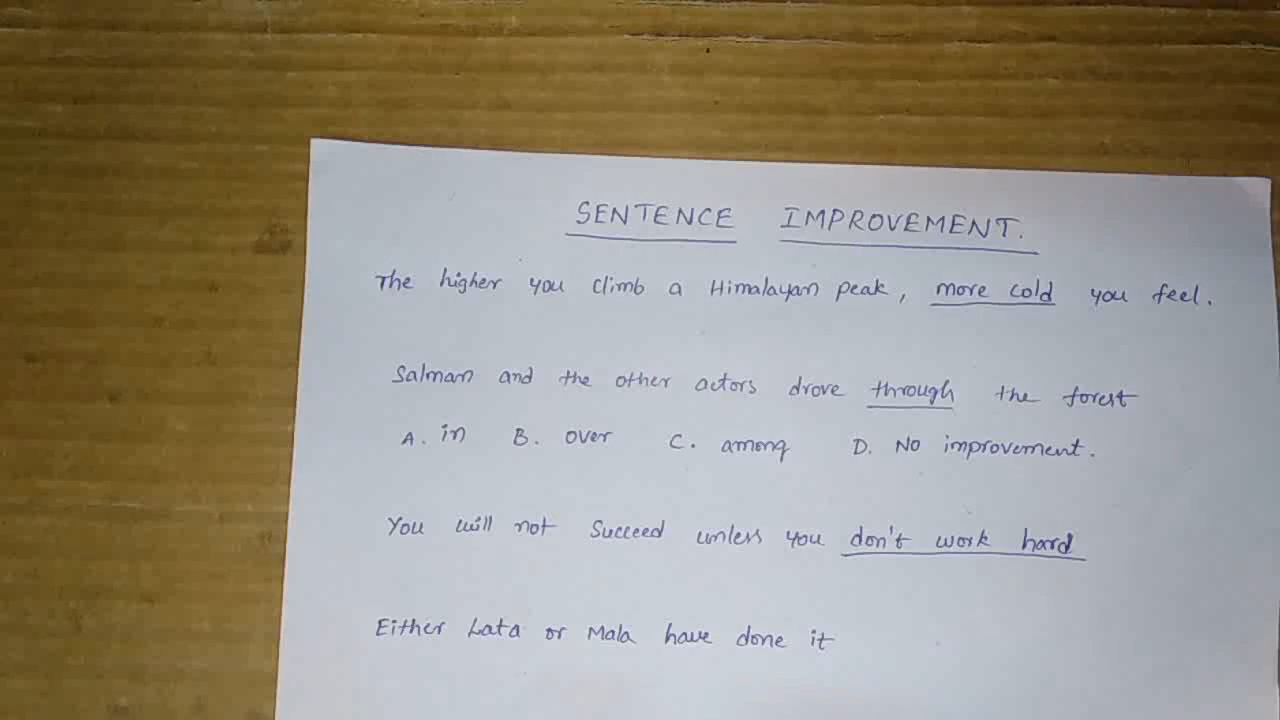 SENTENCE IMPROVEMENT.
The higher you climb a Himalayan peak, more cold you feel.
Salman and the other actors drove through the forest
A. in B. over C. among D. No improvement.
You will not succeed unless you don't work hard
Either Lata or Mala have done it